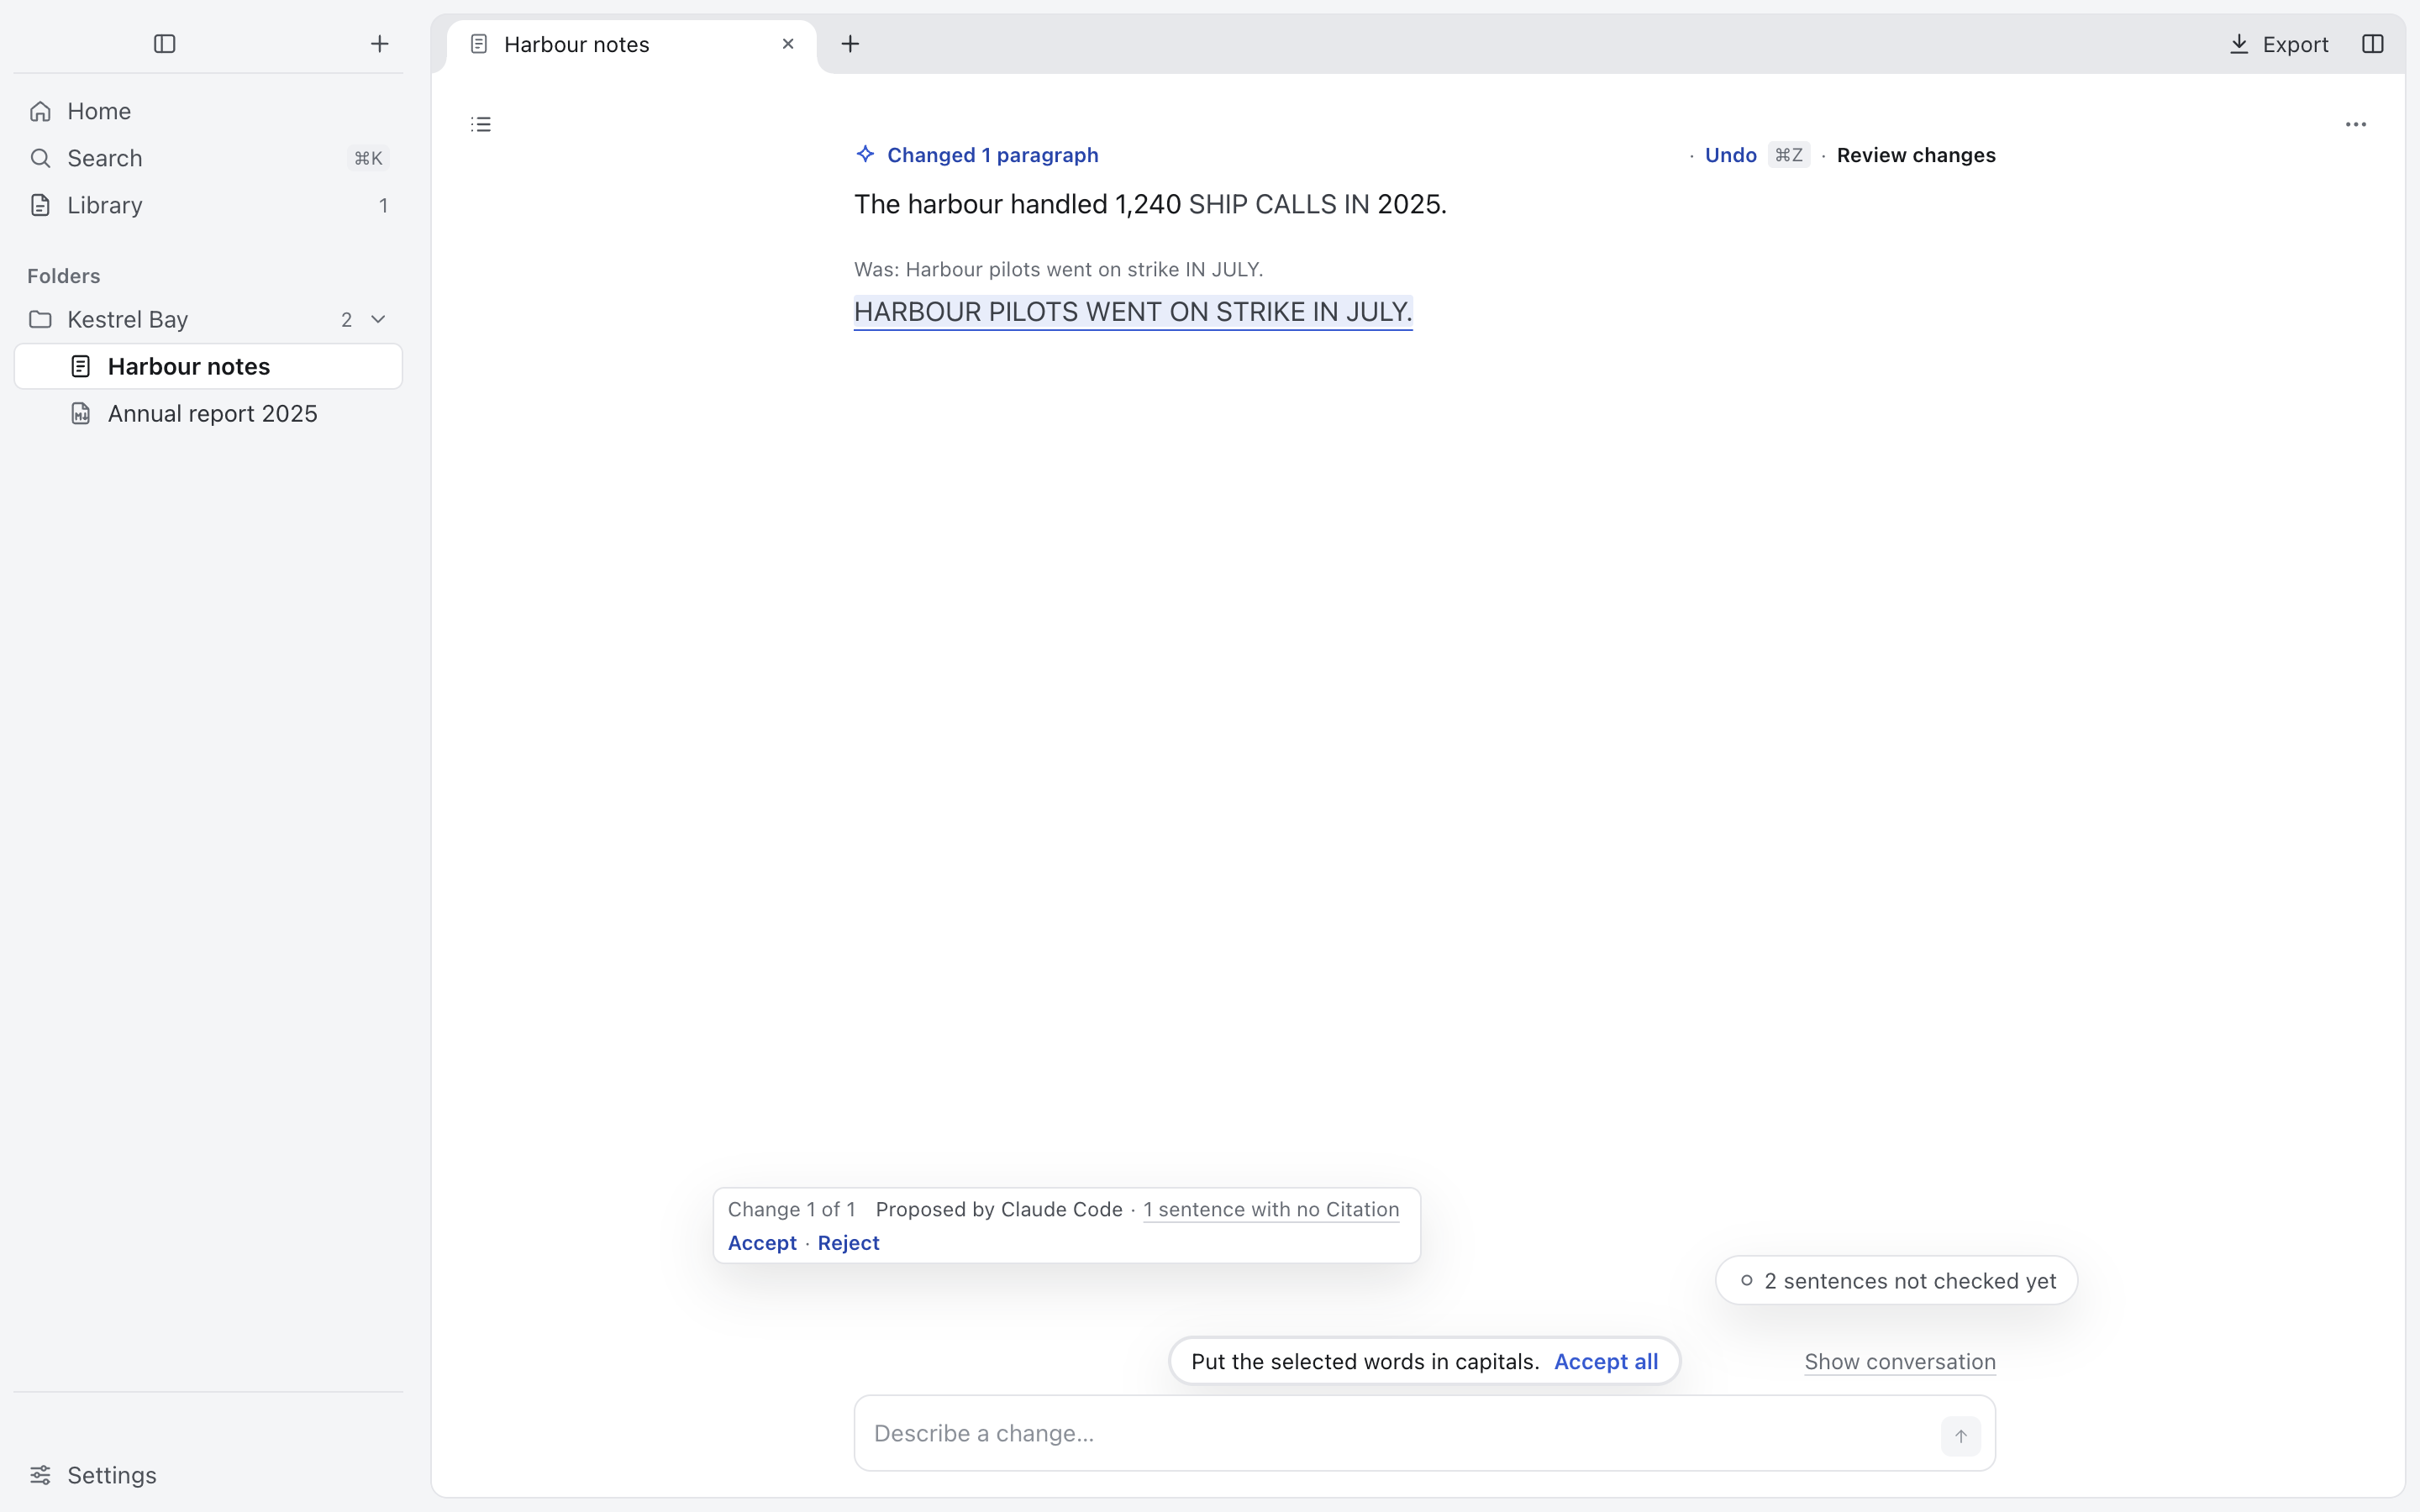 Harbour notes
Export
Home
Search ⌘K
Library 1
Folders
Kestrel Bay 2
Harbour notes
Annual report 2025
Changed 1 paragraph · Undo ⌘Z · Review changes
The harbour handled 1,240 SHIP CALLS IN 2025.
Was: Harbour pilots went on strike IN JULY.
HARBOUR PILOTS WENT ON STRIKE IN JULY.
Change 1 of 1 Proposed by Claude Code · 1 sentence with no Citation
Accept · Reject
2 sentences not checked yet
Put the selected words in capitals. Accept all
Show conversation
Describe a change...
Settings